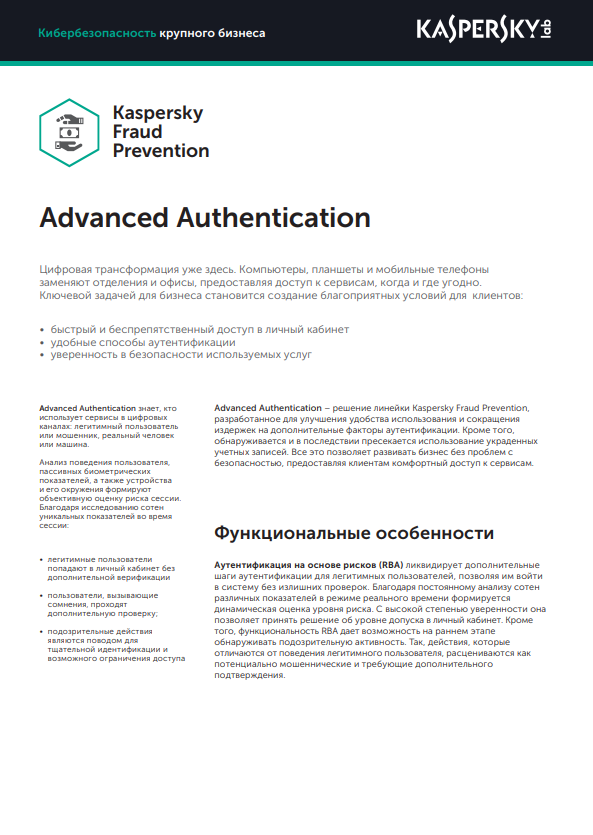 Кибербезопасность крупного бизнеса
KASPERSKY lab
Kaspersky
Fraud
Prevention
Advanced Authentication
Цифровая трансформация уже здесь. Компьютеры, планшеты и мобильные телефоны
заменяют отделения и офисы, предоставляя доступ к сервисам, когда и где угодно.
Ключевой задачей для бизнеса становится создание благоприятных условий для клиентов:
• быстрый и беспрепятственный доступ в личный кабинет
• удобные способы аутентификации
• уверенность в безопасности используемых услуг
Advanced Authentication знает, кто
использует сервисы в цифровых
каналах: легитимный пользователь
или мошенник, реальный человек
или машина.
Анализ поведения пользователя,
пассивных биометрических
показателей, а также устройства
и его окружения формируют
объективную оценку риска сессии.
Благодаря исследованию сотен
уникальных показателей во время
сессии:
• легитимные пользователи
попадают в личный кабинет без
дополнительной верификации
• пользователи, вызывающие
сомнения, проходят
дополнительную проверку;
• подозрительные действия
являются поводом для
тщательной идентификации и
возможного ограничения доступа
Advanced Authentication – решение линейки Kaspersky Fraud Prevention,
разработанное для улучшения удобства использования и сокращения
издержек на дополнительные факторы аутентификации. Кроме того,
обнаруживается и в последствии пресекается использование украденных
учетных записей. Все это позволяет развивать бизнес без проблем с
безопасностью, предоставляя клиентам комфортный доступ к сервисам.
Функциональные особенности
Аутентификация на основе рисков (RBA) ликвидирует дополнительные
шаги аутентификации для легитимных пользователей, позволяя им войти
в систему без излишних проверок. Благодаря постоянному анализу сотен
различных показателей в режиме реального времени формируется
динамическая оценка уровня риска. С высокой степенью уверенности она
позволяет принять решение об уровне допуска в личный кабинет. Кроме
того, функциональность RBA дает возможность на раннем этапе
обнаруживать подозрительную активность. Так, действия, которые
отличаются от поведения легитимного пользователя, расцениваются как
потенциально мошеннические и требующие дополнительного
подтверждения.